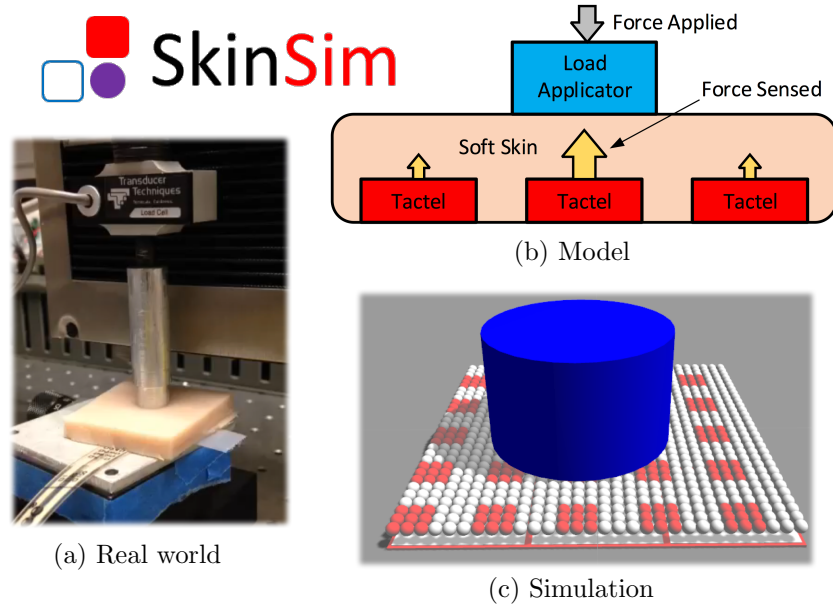 SkinSim
Force Applied
Load
Applicator
Force Sensed
Soft Skin
Tactel
Tactel
Tactel
(b) Model
Transducer
Techniques
Load Cell
(a) Real world
(c) Simulation